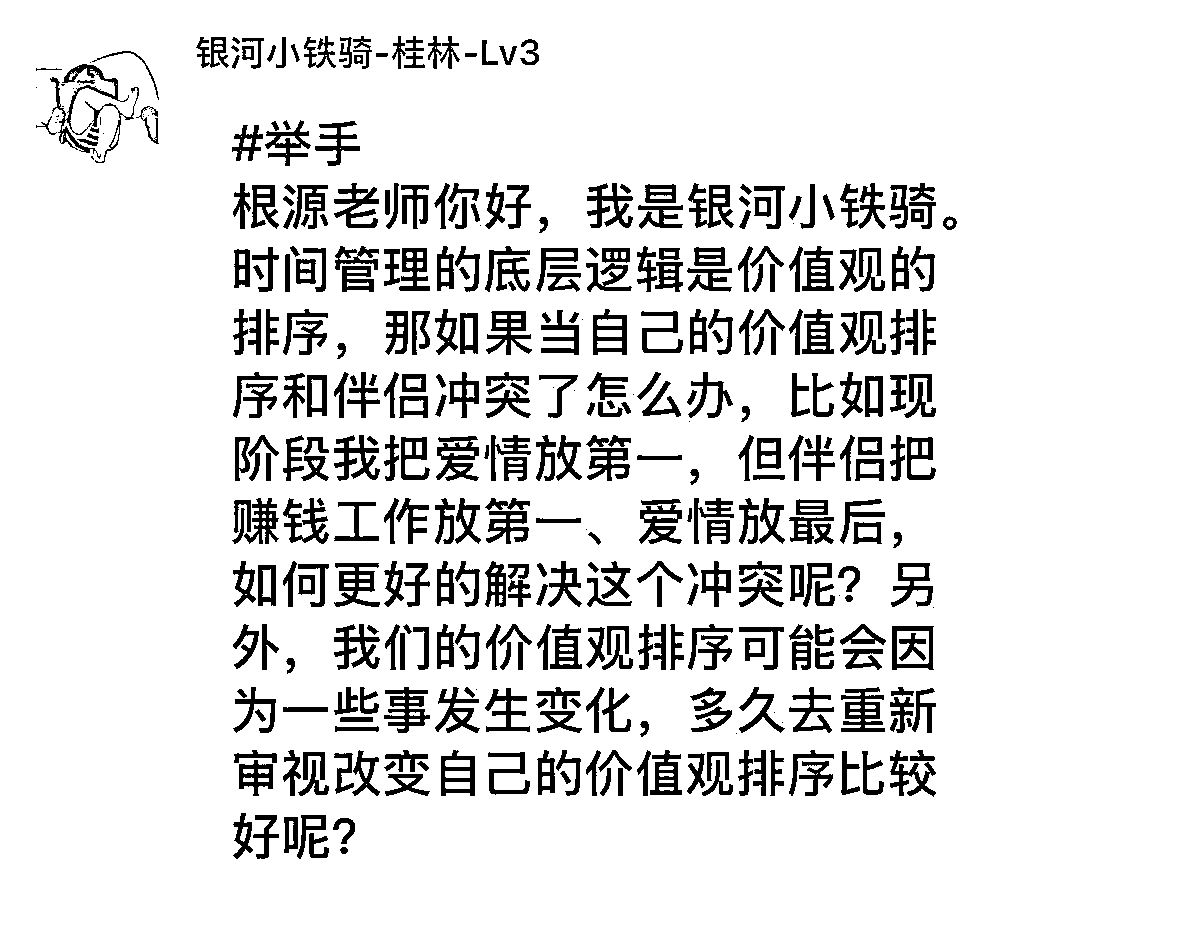 银河小铁骑-桂林-Lv3
#举手
根源老师你好，我是银河小铁骑。
时间管理的底层逻辑是价值观的
排序，那如果当自己的价值观排
序和伴侣冲突了怎么办，比如现
阶段我把爱情放第一，但伴侣把
赚钱工作放第一、爱情放最后，
如何更好的解决这个冲突呢？另
外，我们的价值观排序可能会因
为一些事发生变化，多久去重新
审视改变自己的价值观排序比较
好呢？